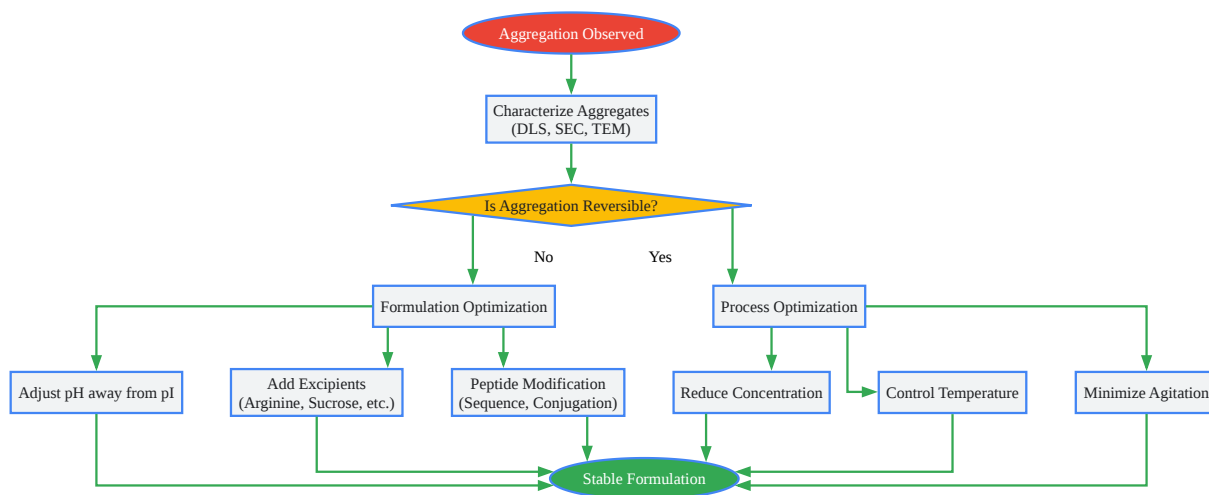 Aggregation Observed
Characterize Aggregates
(DLS, SEC, TEM)
Is Aggregation Reversible?
No
Yes
Formulation Optimization
Process Optimization
Adjust pH away from pI
Add Excipients
(Arginine, Sucrose, etc.)
Peptide Modification
(Sequence, Conjugation)
Reduce Concentration
Control Temperature
Minimize Agitation
Stable Formulation